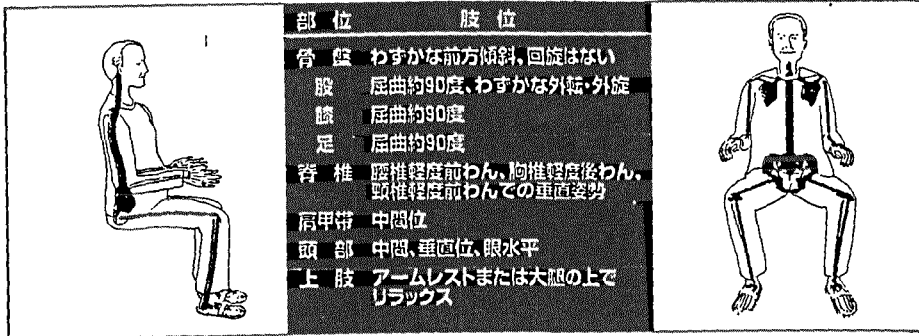 部位 肢位
骨盤 わずかな前方傾斜、回旋はない
股 屈曲約90度、わずかな外転・外旋
膝 屈曲約90度
足 屈曲約90度
脊椎 腰椎軽度前わん、胸椎軽度後わん、
頸椎軽度前わんでの垂直姿勢
肩甲帯 中間位
頭部 中間、垂直位、眼水平
上肢 アームレストまたは大腿の上で
リラックス